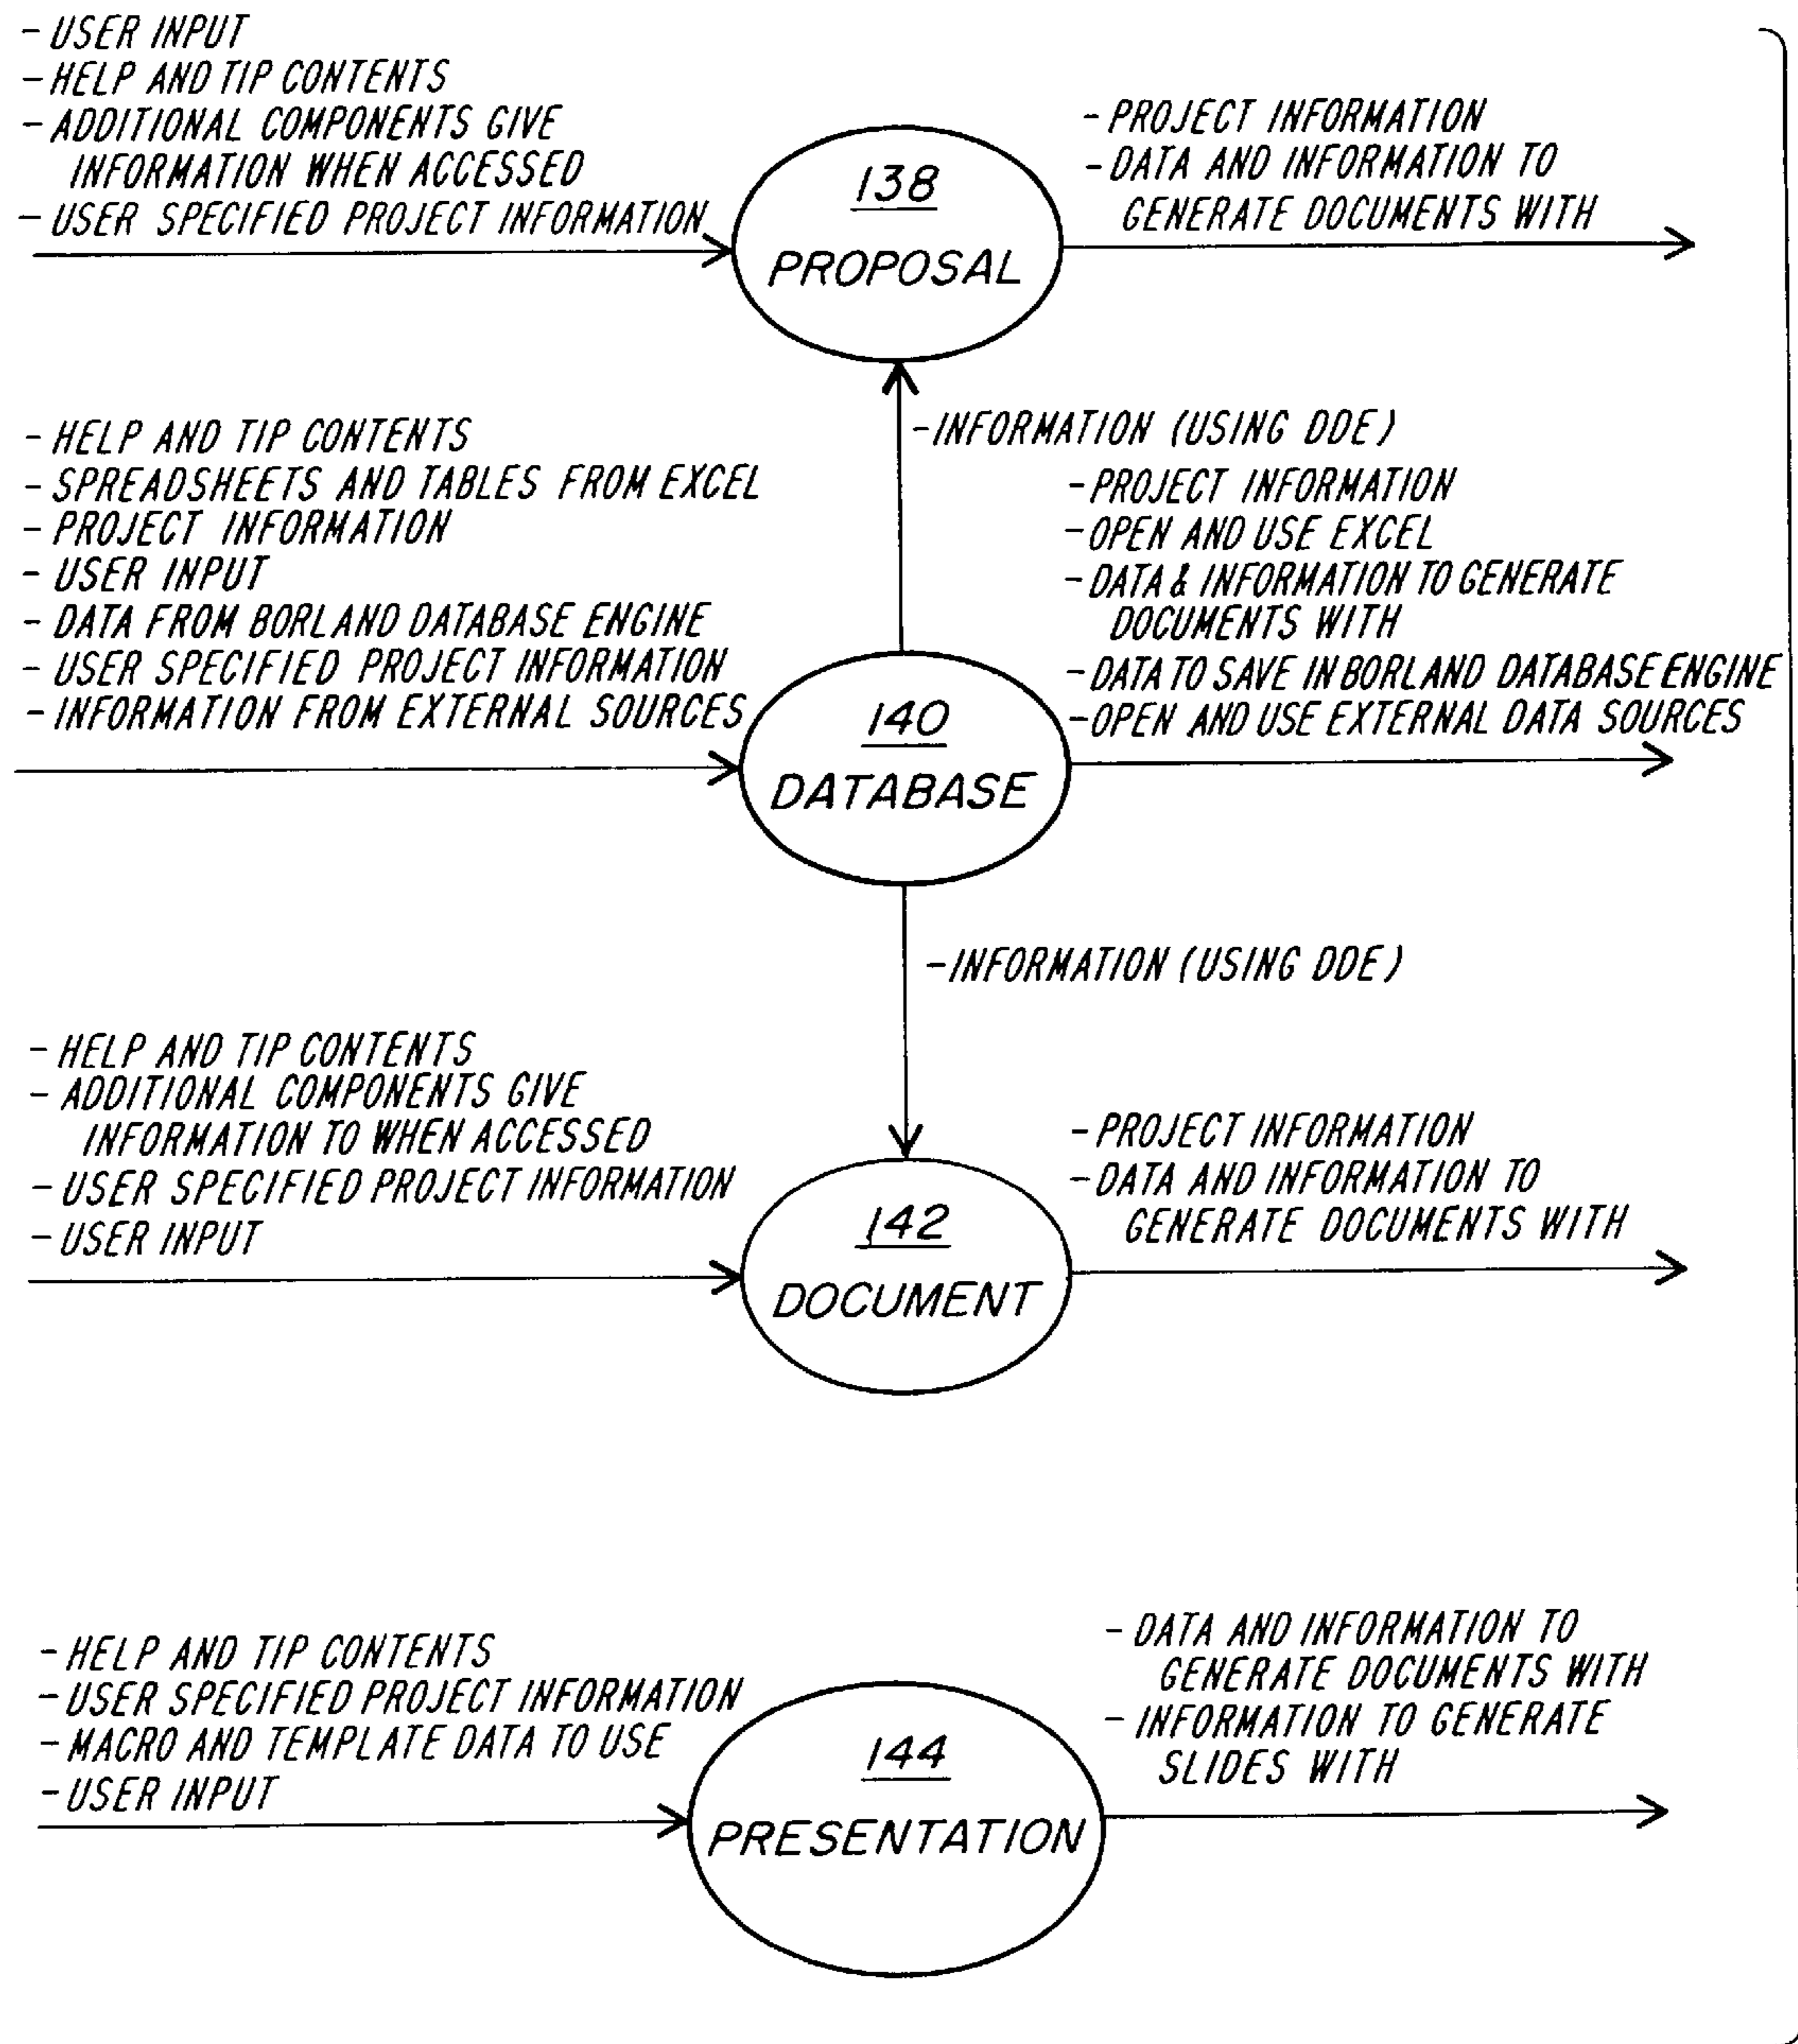 - USER INPUT
- HELP AND TIP CONTENTS
- ADDITIONAL COMPONENTS GIVE
INFORMATION WHEN ACCESSED
- USER SPECIFIED PROJECT INFORMATION
138
PROPOSAL
- PROJECT INFORMATION
- DATA AND INFORMATION TO
GENERATE DOCUMENTS WITH
- INFORMATION (USING DDE)
- HELP AND TIP CONTENTS
- SPREADSHEETS AND TABLES FROM EXCEL
- PROJECT INFORMATION
- USER INPUT
- DATA FROM BORLAND DATABASE ENGINE
- USER SPECIFIED PROJECT INFORMATION
- INFORMATION FROM EXTERNAL SOURCES
140
DATABASE
- PROJECT INFORMATION
- OPEN AND USE EXCEL
- DATA & INFORMATION TO GENERATE
DOCUMENTS WITH
- DATA TO SAVE IN BORLAND DATABASE ENGINE
- OPEN AND USE EXTERNAL DATA SOURCES
- INFORMATION (USING DDE)
- HELP AND TIP CONTENTS
- ADDITIONAL COMPONENTS GIVE
INFORMATION TO WHEN ACCESSED
- USER SPECIFIED PROJECT INFORMATION
- USER INPUT
142
DOCUMENT
- PROJECT INFORMATION
- DATA AND INFORMATION TO
GENERATE DOCUMENTS WITH
- HELP AND TIP CONTENTS
- USER SPECIFIED PROJECT INFORMATION
- MACRO AND TEMPLATE DATA TO USE
- USER INPUT
144
PRESENTATION
- DATA AND INFORMATION TO
GENERATE DOCUMENTS WITH
- INFORMATION TO GENERATE
SLIDES WITH